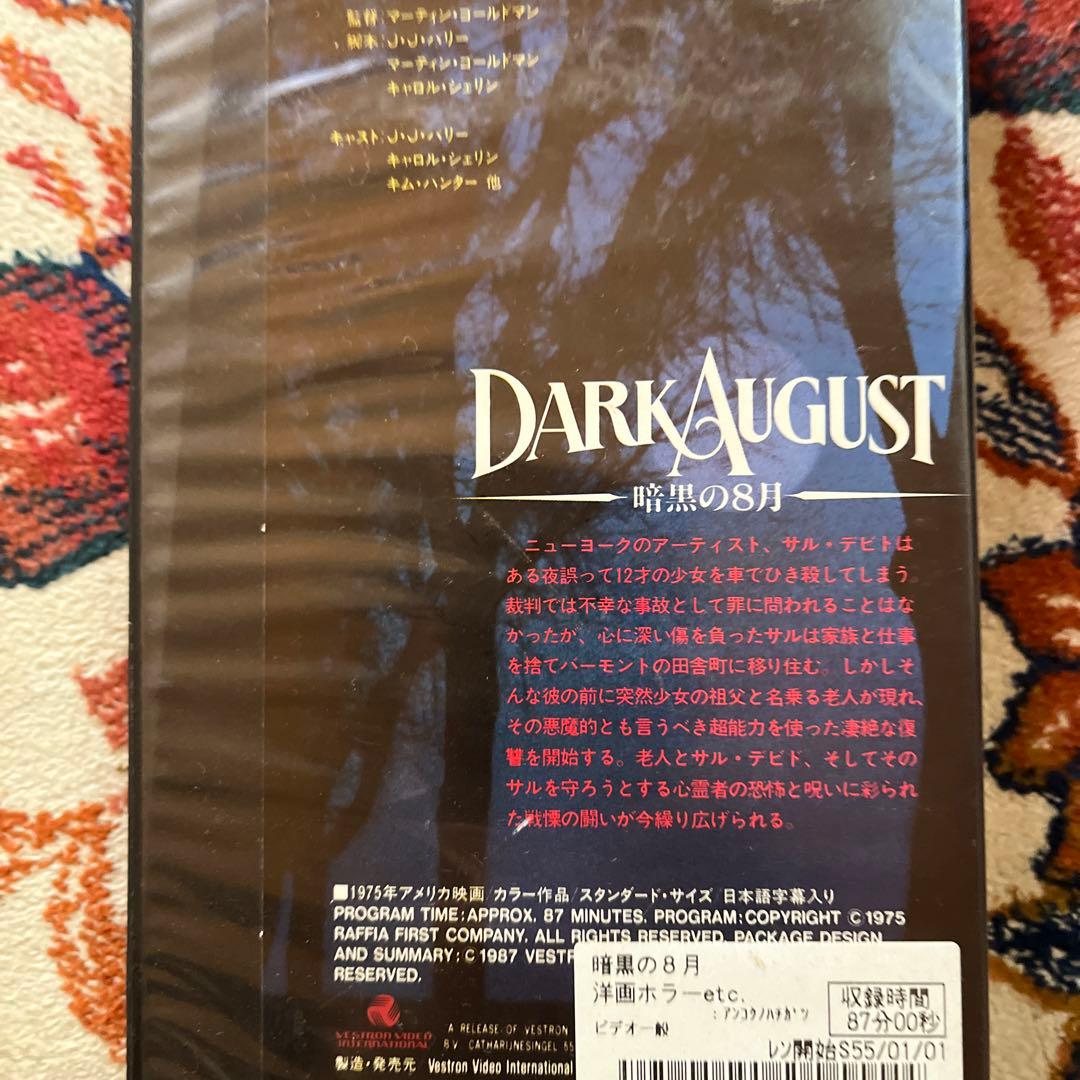 監督:マーティン・ゴールドマン
脚本:J・J・バリー
マーティン・ゴールドマン
キャロル・シェリン
キャスト:J・J・バリー
キャロル・シェリン
キム・ハンター 他
DARK AUGUST
暗黒の8月
ニューヨークのアーティスト、サル・デビトは
ある夜誤って12才の少女を車でひき殺してしまう。
裁判では不幸な事故として罪に問われることはな
かったが、心に深い傷を負ったサルは家族と仕事
を捨てバーモントの田舎町に移り住む。しかしそ
んな彼の前に突然少女の祖父と名乗る老人が現れ、
その悪魔的とも言うべき超能力を使った凄絶な復
讐を開始する。老人とサル・デビド、そしてその
サルを守ろうとする心霊者の恐怖と呪いに彩られ
た戦慄の闘いが今繰り広げられる。
■1975年アメリカ映画/カラー作品/スタンダード・サイズ/日本語字幕入り
PROGRAM TIME:APPROX. 87 MINUTES. PROGRAM:COPYRIGHT ©1975
RAFFIA FIRST COMPANY. ALL RIGHTS RESERVED. PACKAGE DESIGN
AND SUMMARY:© 1987 VESTR
RESERVED.
VESTRON VIDEO
INTERNATIONAL
A RELEASE OF VESTRON
B.V. CATHARIJNESINGEL 55
製造・発売元 Vestron Video International
暗黒の8月
洋画ホラーetc.
:アンコクノハチガツ
ビデオ一般
収録時間
87分00秒
レン開始S55/01/01